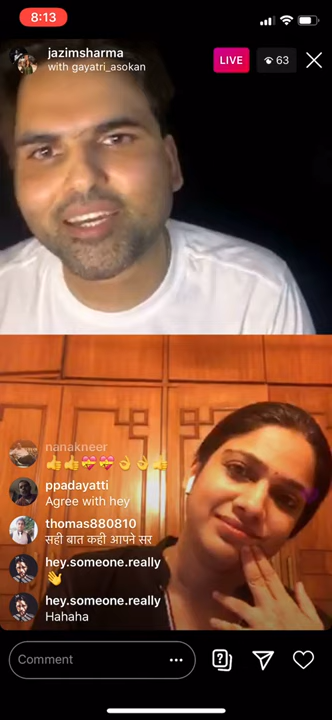 8:13
jazimsharma
with gayatri_asokan
LIVE
63
nanakneer
👍👍💝💝👌👌👍
ppadayatti
Agree with hey
thomas880810
सही बात कही आपने सर
hey.someone.really
👋
hey.someone.really
Hahaha
Comment